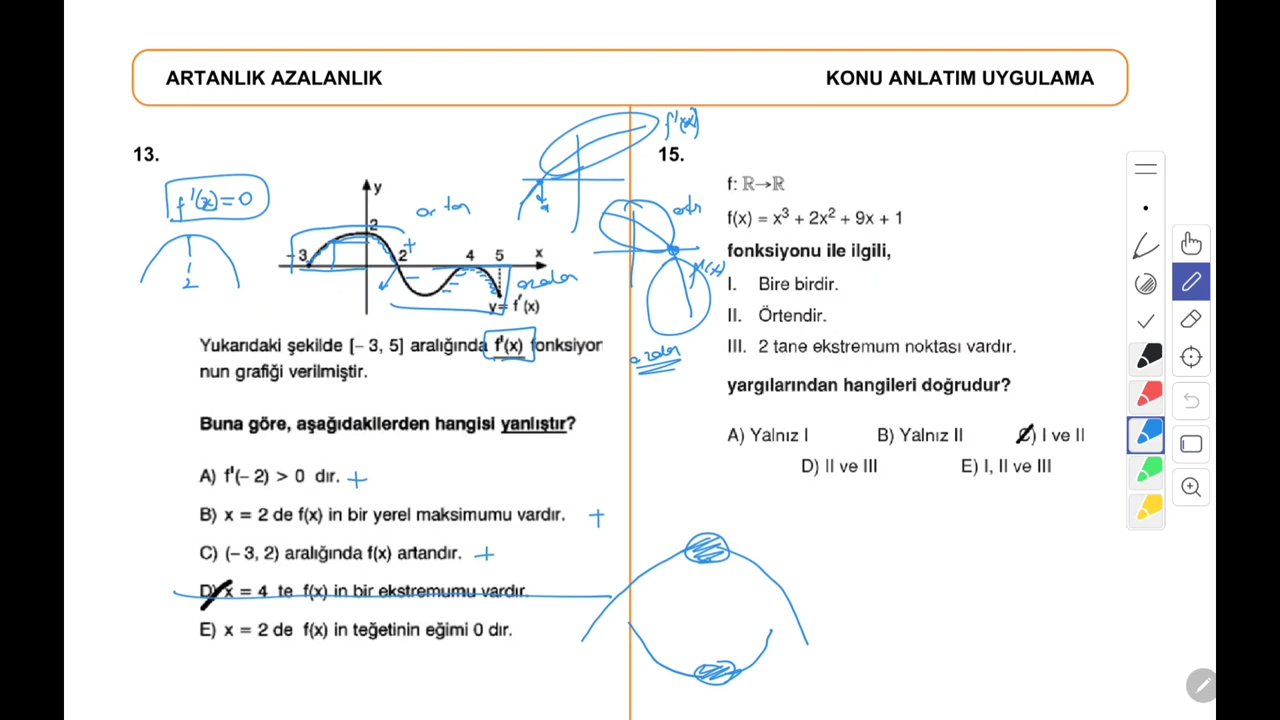 ARTANLIK AZALANLIK
KONU ANLATIM UYGULAMA
13.
f'(x)=0
2
artan
y
2
+
-3
2
4
5
x
azalan
y= f'(x)
f'(x)
Yukarıdaki şekilde [– 3, 5] aralığında f'(x) fonksiyon
nun grafiği verilmiştir.
Buna göre, aşağıdakilerden hangisi yanlıştır?
A) f'(– 2) > 0 dır. +
B) x = 2 de f(x) in bir yerel maksimumu vardır. +
C) (– 3, 2) aralığında f(x) artandır. +
D) x = 4 te f(x) in bir ekstremumu vardır.
E) x = 2 de f(x) in teğetinin eğimi 0 dır.
azalan
15.
f: ℝ→ℝ
f(x) = x³ + 2x² + 9x + 1
fonksiyonu ile ilgili,
I. Bire birdir.
II. Örtendir.
III. 2 tane ekstremum noktası vardır.
yargılarından hangileri doğrudur?
A) Yalnız I B) Yalnız II C) I ve II
D) II ve III E) I, II ve III